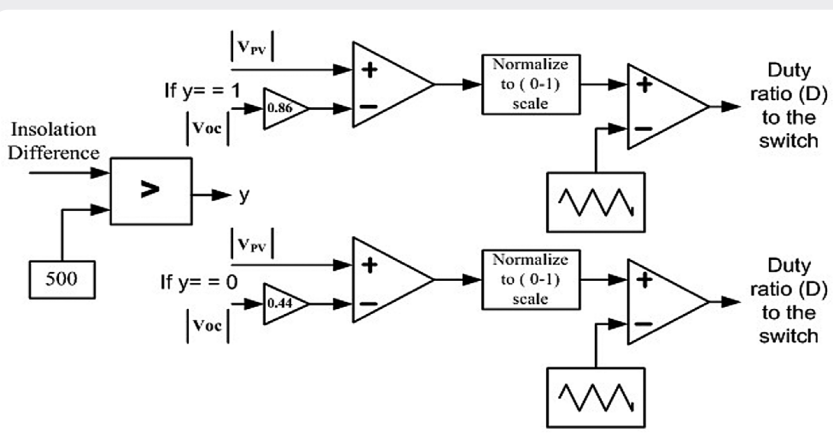 |VPV|
If y= = 1
0.86
|Voc|
+
−
Normalize
to ( 0-1)
scale
+
−
Duty
ratio (D)
to the
switch
Insolation
Difference
>
y
500
|VPV|
If y= = 0
0.44
|Voc|
+
−
Normalize
to ( 0-1)
scale
+
−
Duty
ratio (D)
to the
switch